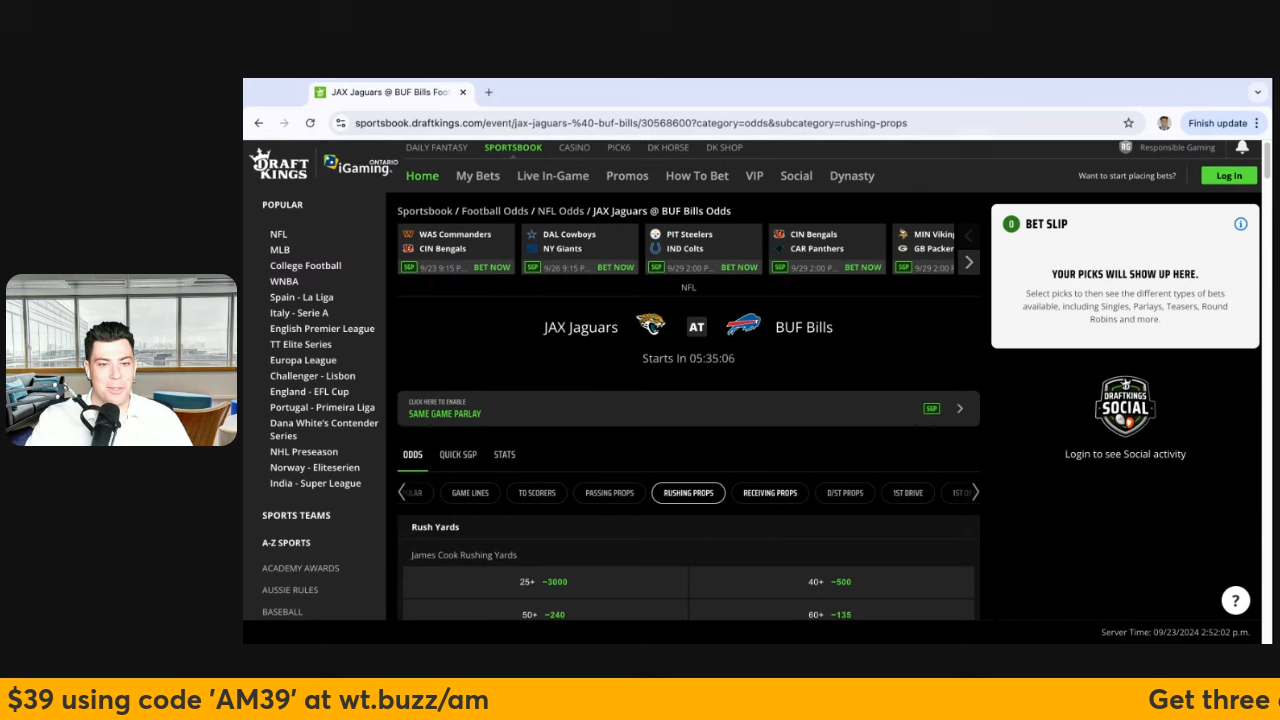 JAX Jaguars @ BUF Bills Foot
sportsbook.draftkings.com/event/jax-jaguars-%40-buf-bills/30568600?category=odds&subcategory=rushing-props
Finish update
DRAFT KINGS
iGaming ONTARIO
DAILY FANTASY SPORTSBOOK CASINO PICK6 DK HORSE DK SHOP
RG Responsible Gaming
Home My Bets Live In-Game Promos How To Bet VIP Social Dynasty
Want to start placing bets? Log In
POPULAR
NFL
MLB
College Football
WNBA
Spain - La Liga
Italy - Serie A
English Premier League
TT Elite Series
Europa League
Challenger - Lisbon
England - EFL Cup
Portugal - Primeira Liga
Dana White's Contender
Series
NHL Preseason
Norway - Eliteserien
India - Super League
SPORTS TEAMS
A-Z SPORTS
ACADEMY AWARDS
AUSSIE RULES
BASEBALL
Sportsbook / Football Odds / NFL Odds / JAX Jaguars @ BUF Bills Odds
WAS Commanders
CIN Bengals
SGP 9/23 9:15 P... BET NOW
DAL Cowboys
NY Giants
SGP 9/26 9:15 P... BET NOW
PIT Steelers
IND Colts
SGP 9/29 2:00 P... BET NOW
CIN Bengals
CAR Panthers
SGP 9/29 2:00 P... BET NOW
MIN Viking
GB Packer
SGP 9/29 2:00 P
NFL
JAX Jaguars AT BUF Bills
Starts In 05:35:06
CLICK HERE TO ENABLE
SAME GAME PARLAY SGP
ODDS QUICK SGP STATS
ULAR GAME LINES TD SCORERS PASSING PROPS RUSHING PROPS RECEIVING PROPS D/ST PROPS 1ST DRIVE 1ST D
Rush Yards
James Cook Rushing Yards
25+ −3000 40+ −500
50+ −240 60+ −135
0 BET SLIP
YOUR PICKS WILL SHOW UP HERE.
Select picks to then see the different types of bets
available, including Singles, Parlays, Teasers, Round
Robins and more.
DRAFTKINGS
SOCIAL
Login to see Social activity
?
Server Time: 09/23/2024 2:52:02 p.m.
$39 using code 'AM39' at wt.buzz/am
Get three